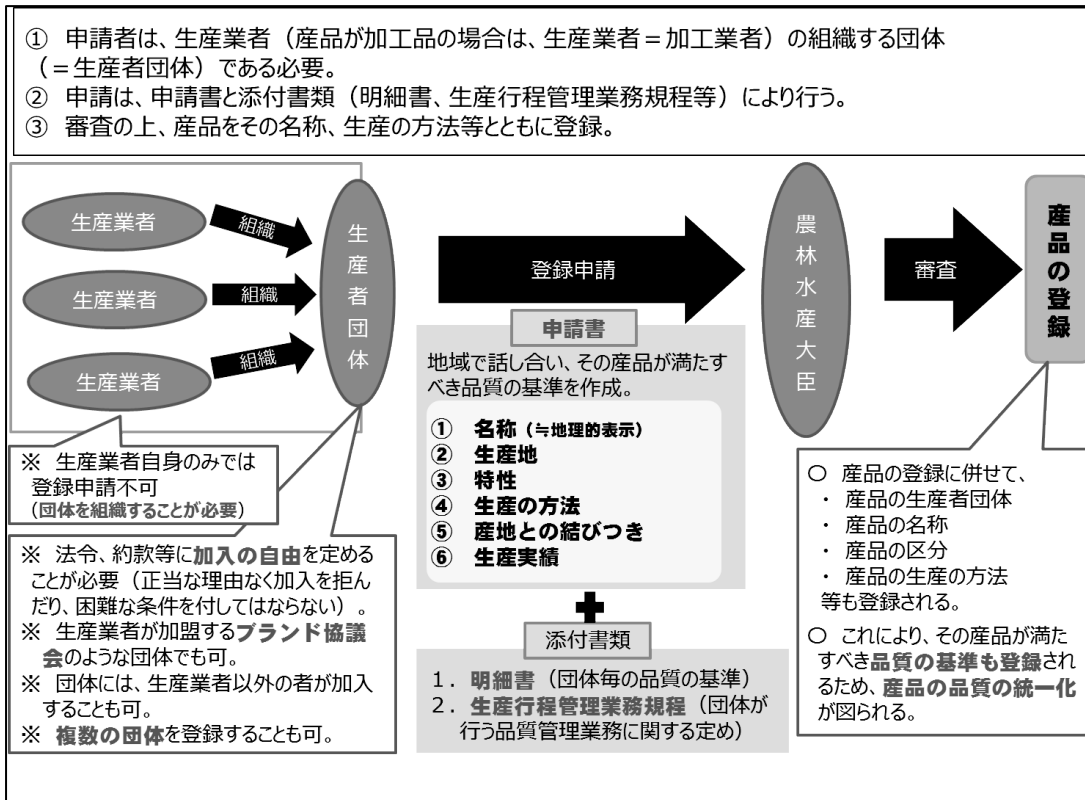 ① 申請者は、生産業者（産品が加工品の場合は、生産業者＝加工業者）の組織する団体
（＝生産者団体）である必要。
② 申請は、申請書と添付書類（明細書、生産行程管理業務規程等）により行う。
③ 審査の上、産品をその名称、生産の方法等とともに登録。
生産業者
組織
生産業者
組織
生産業者
組織
生産者団体
登録申請
農林水産大臣
審査
産品の登録
※ 生産業者自身のみでは
登録申請不可
（団体を組織することが必要）
※ 法令、約款等に加入の自由を定める
ことが必要（正当な理由なく加入を拒ん
だり、困難な条件を付してはならない）。
※ 生産業者が加盟するブランド協議
会のような団体でも可。
※ 団体には、生産業者以外の者が加入
することも可。
※ 複数の団体を登録することも可。
申請書
地域で話し合い、その産品が満たす
べき品質の基準を作成。
① 名称（≒地理的表示）
② 生産地
③ 特性
④ 生産の方法
⑤ 産地との結びつき
⑥ 生産実績
添付書類
１．明細書（団体毎の品質の基準）
２．生産行程管理業務規程（団体が
行う品質管理業務に関する定め）
○ 産品の登録に併せて、
・ 産品の生産者団体
・ 産品の名称
・ 産品の区分
・ 産品の生産の方法
等も登録される。
○ これにより、その産品が満た
すべき品質の基準も登録され
るため、産品の品質の統一化
が図られる。